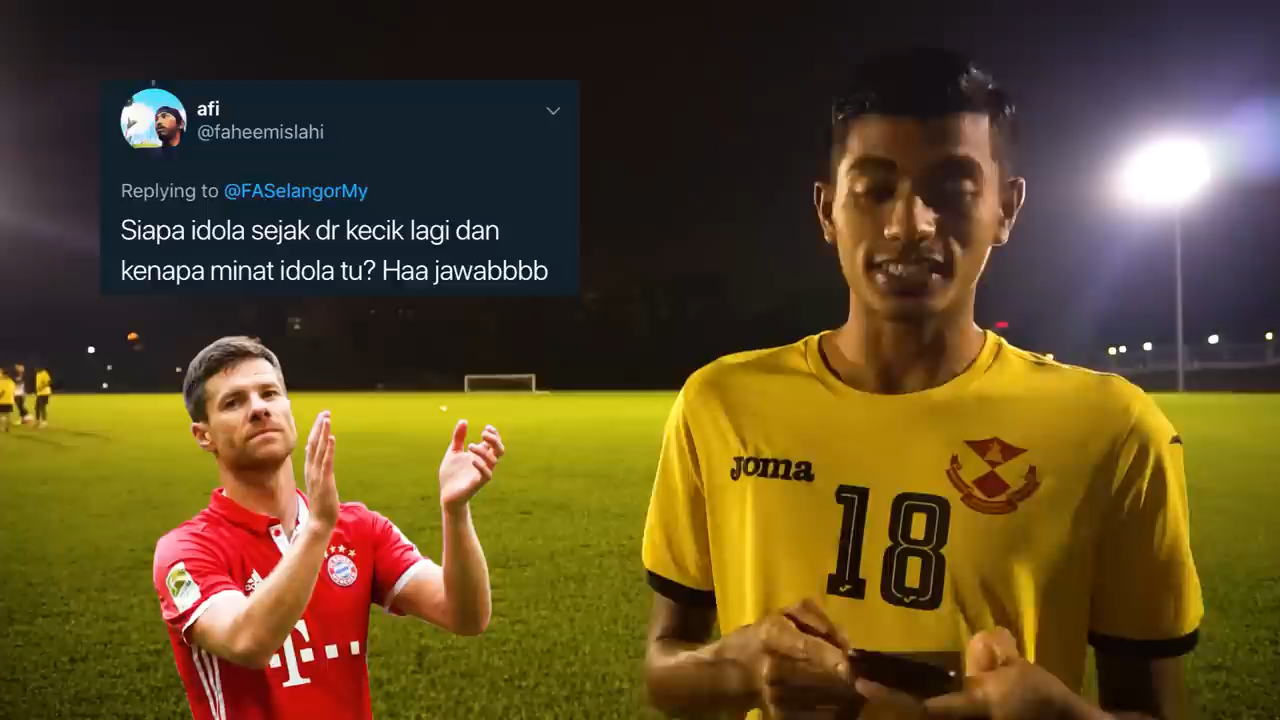 afi
@faheemislahi
Replying to @FASelangorMy
Siapa idola sejak dr kecik lagi dan
kenapa minat idola tu? Haa jawabbbb
Joma
18
T